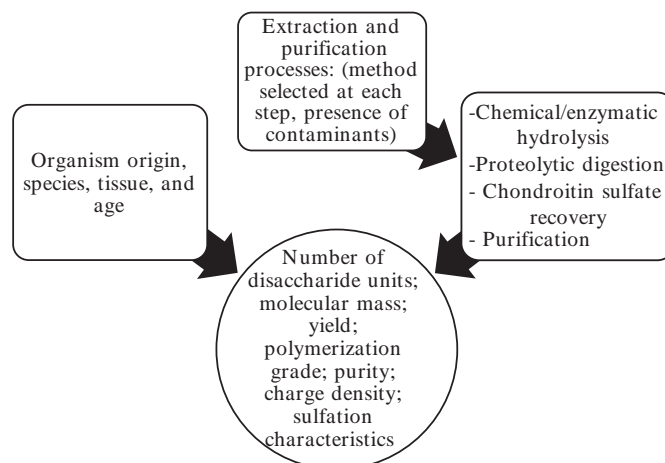 Extraction and
purification
processes: (method
selected at each
step, presence of
contaminants)
Organism origin,
species, tissue, and
age
-Chemical/enzymatic
hydrolysis
-Proteolytic digestion
- Chondroitin sulfate
recovery
- Purification
Number of
disaccharide units;
molecular mass;
yield;
polymerization
grade; purity;
charge density;
sulfation
characteristics